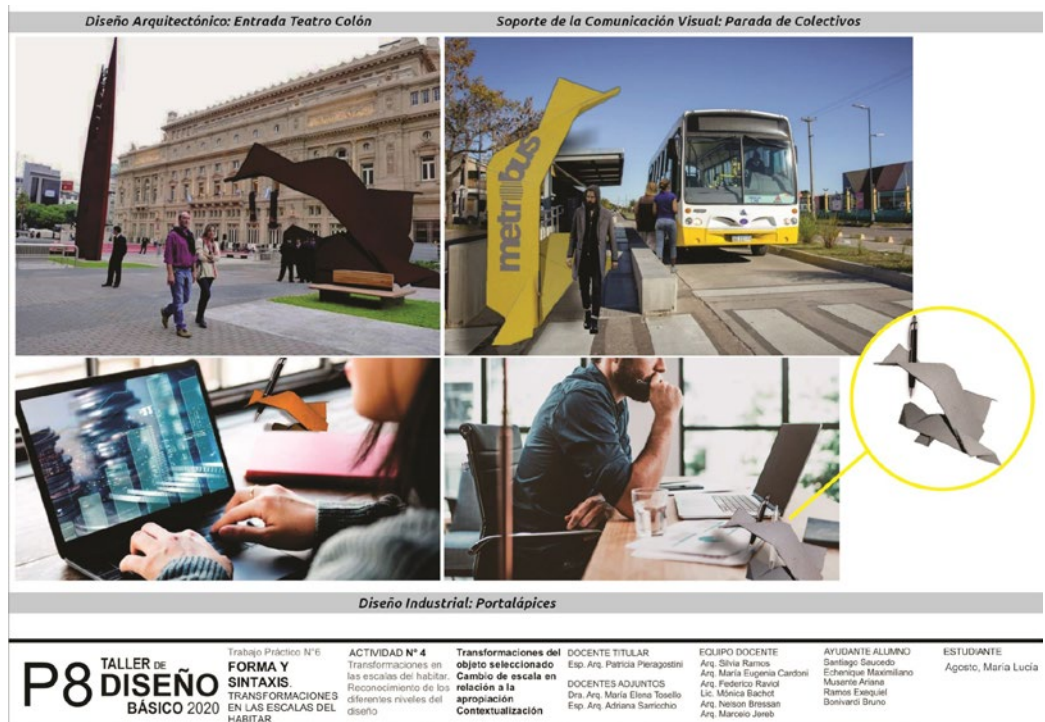 Diseño Arquitectónico: Entrada Teatro Colón
Soporte de la Comunicación Visual: Parada de Colectivos
metrobus
Diseño Industrial: Portalápices
P8
TALLER DE
DISEÑO
BÁSICO 2020
Trabajo Práctico N°6
FORMA Y
SINTAXIS.
TRANSFORMACIONES
EN LAS ESCALAS DEL
HABITAR
ACTIVIDAD N° 4
Transformaciones en
las escalas del habitar.
Reconocimiento de los
diferentes niveles del
diseño
Transformaciones del
objeto seleccionado
Cambio de escala en
relación a la
apropiación
Contextualización
DOCENTE TITULAR
Esp. Arq. Patricia Pieragostini
DOCENTES ADJUNTOS
Dra. Arq. María Elena Tosello
Esp. Arq. Adriana Sarricchio
EQUIPO DOCENTE
Arq. Silvia Ramos
Arq. María Eugenia Cardoni
Arq. Federico Raviol
Lic. Mónica Bachot
Arq. Nelson Bressan
Arq. Marcelo Jereb
AYUDANTE ALUMNO
Santiago Saucedo
Echenique Maximiliano
Musante Ariana
Ramos Exequiel
Bonivardi Bruno
ESTUDIANTE
Agosto, María Lucía